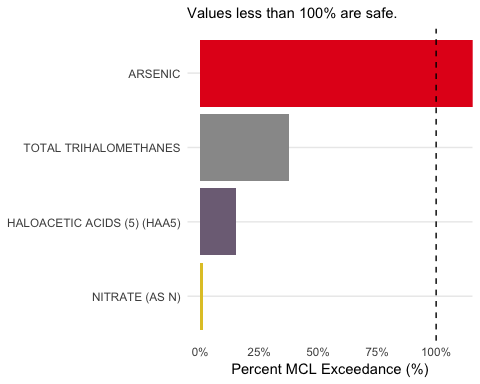 Values less than 100% are safe.
ARSENIC
TOTAL TRIHALOMETHANES
HALOACETIC ACIDS (5) (HAA5)
NITRATE (AS N)
0% 25% 50% 75% 100%
Percent MCL Exceedance (%)